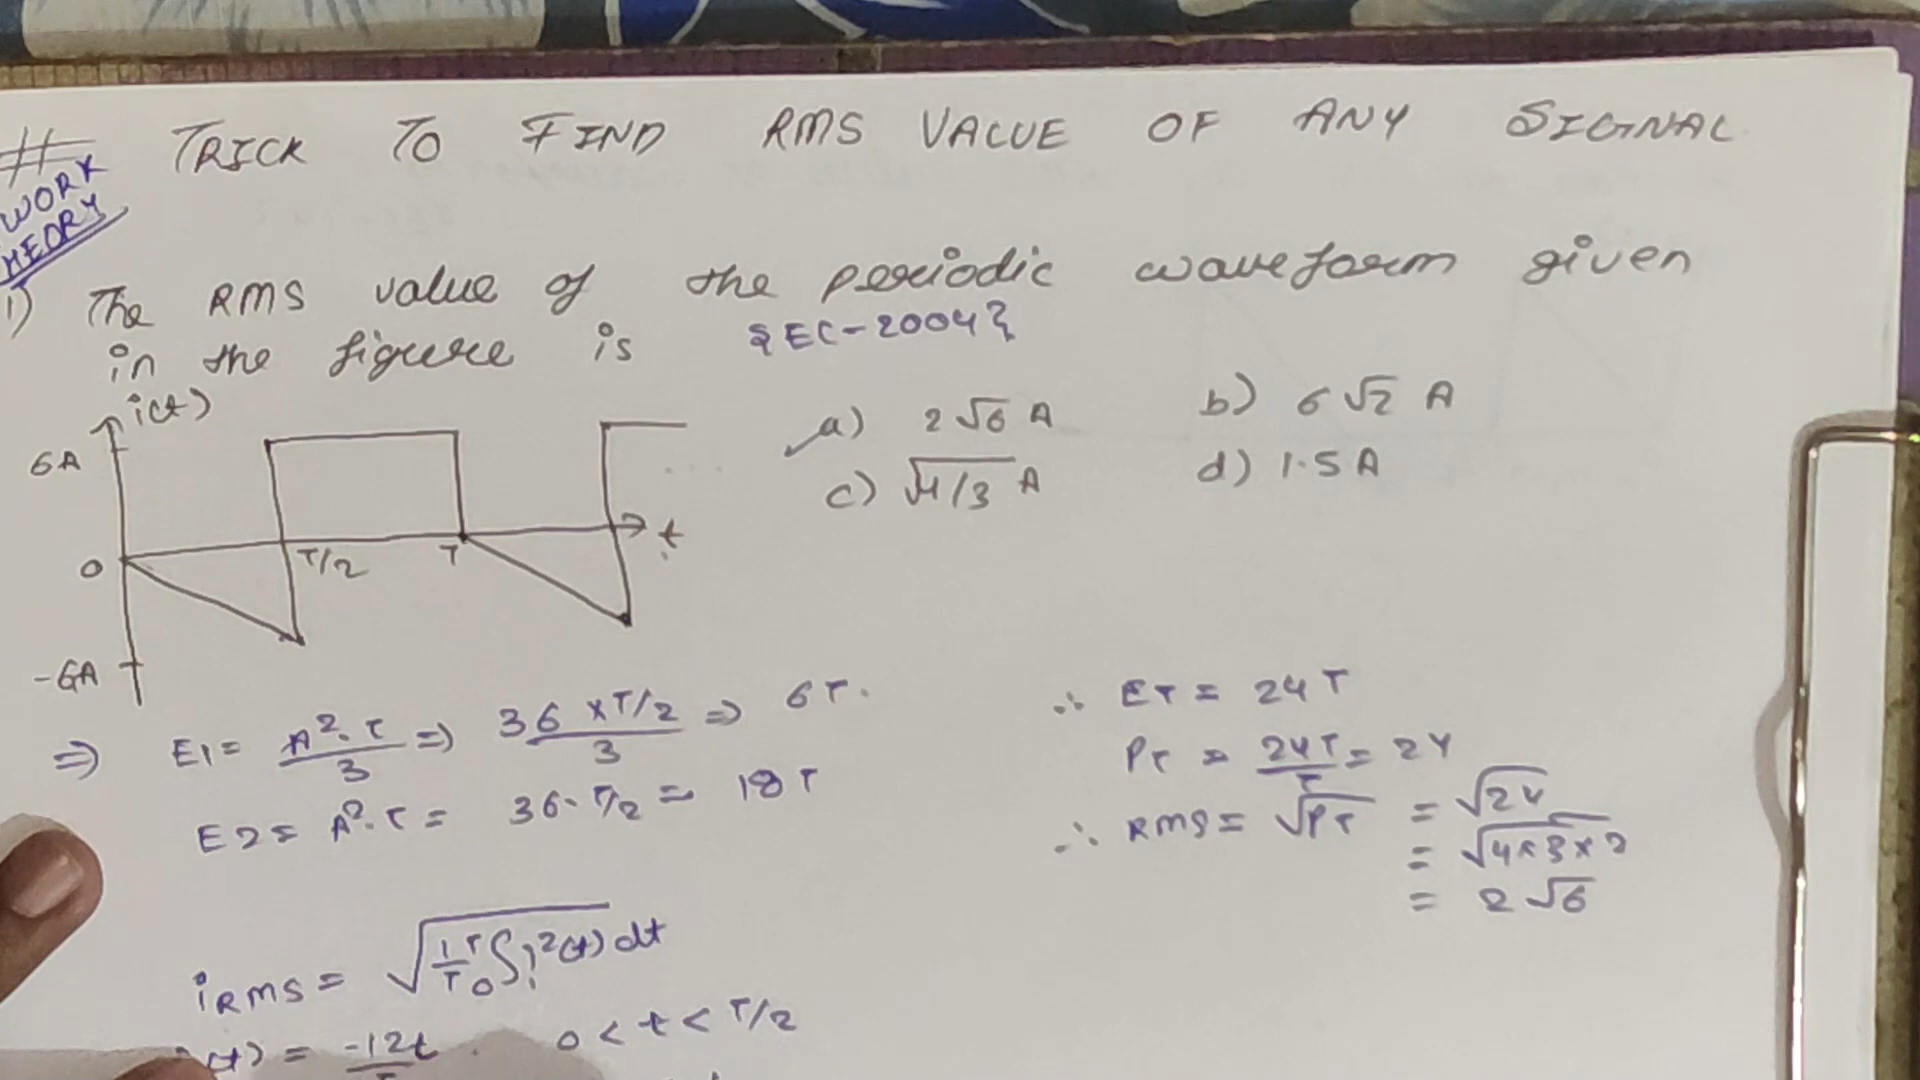 # TRICK TO FIND RMS VALUE OF ANY SIGNAL
WORK
HEORY
1) The RMS value of the periodic waveform given
in the figure is {EC-2004}
i(t)
a) 2√6 A b) 6√2 A
c) √4/3 A d) 1.5 A
6A
...
0 T/2 T t
-6A
⇒ E1 = A².τ/3 ⇒ 36 × T/2 / 3 ⇒ 6T.
E2 = A².τ = 36. T/2 = 18T
∴ ET = 24T
PT = 24T/T = 24
∴ RMS = √PT = √24
= √4×3×2
= 2√6
iRMS = √1/T ₀∫ᵀ i²(t) dt
(t) = -12t 0 < t < T/2